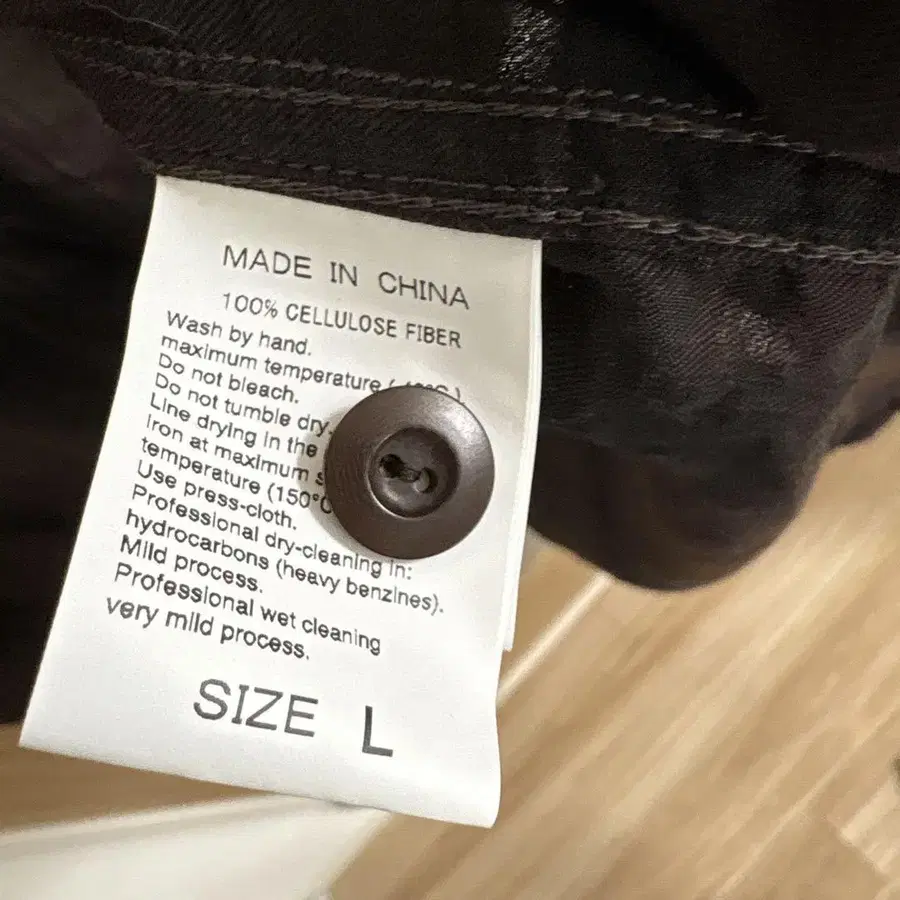 MADE IN CHINA
100% CELLULOSE FIBER
Wash by hand.
maximum temperature (
Do not bleach.
Do not tumble dry.
Line drying in the
Iron at maximum
temperature (150°C
Use press-cloth.
Professional dry-cleaning in:
hydrocarbons (heavy benzines).
Mild process.
Professional wet cleaning
very mild process.
SIZE L